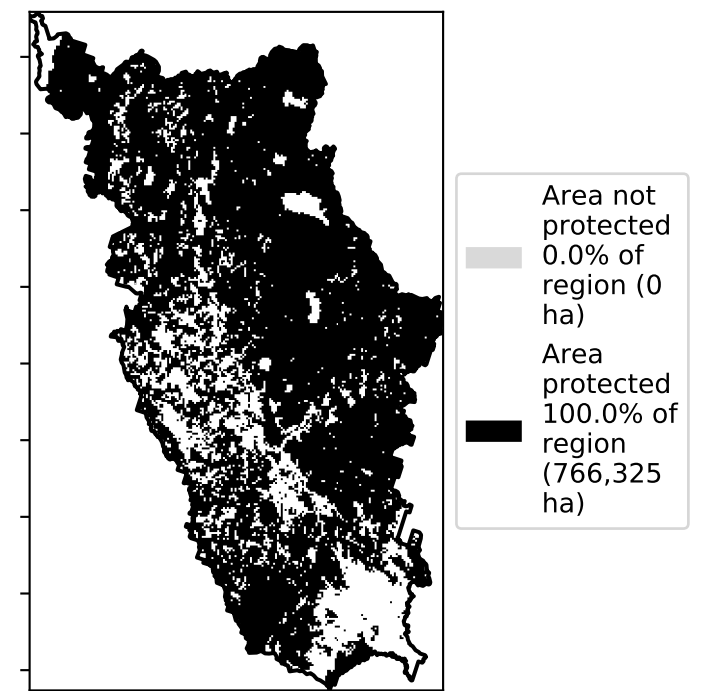 Area not
protected
0.0% of
region (0
ha)
Area
protected
100.0% of
region
(766,325
ha)